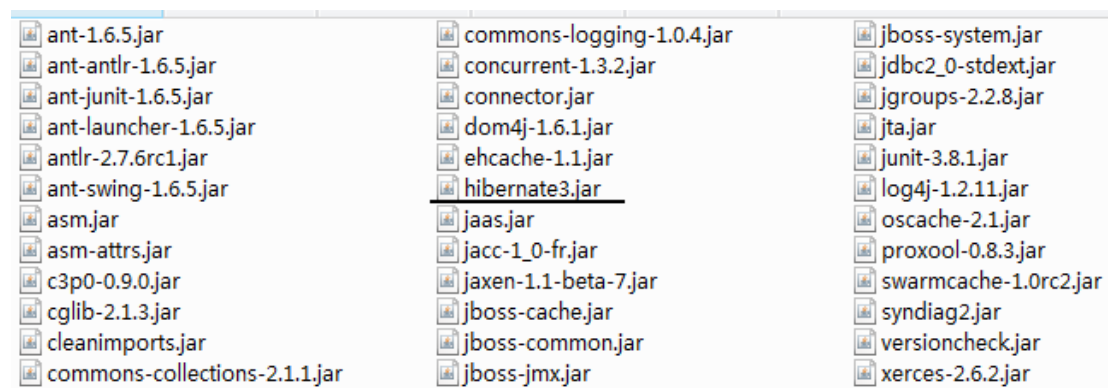 ant-1.6.5.jar
ant-antlr-1.6.5.jar
ant-junit-1.6.5.jar
ant-launcher-1.6.5.jar
antlr-2.7.6rc1.jar
ant-swing-1.6.5.jar
asm.jar
asm-attrs.jar
c3p0-0.9.0.jar
cglib-2.1.3.jar
cleanimports.jar
commons-collections-2.1.1.jar
commons-logging-1.0.4.jar
concurrent-1.3.2.jar
connector.jar
dom4j-1.6.1.jar
ehcache-1.1.jar
hibernate3.jar
jaas.jar
jacc-1_0-fr.jar
jaxen-1.1-beta-7.jar
jboss-cache.jar
jboss-common.jar
jboss-jmx.jar
jboss-system.jar
jdbc2_0-stdext.jar
jgroups-2.2.8.jar
jta.jar
junit-3.8.1.jar
log4j-1.2.11.jar
oscache-2.1.jar
proxool-0.8.3.jar
swarmcache-1.0rc2.jar
syndiag2.jar
versioncheck.jar
xerces-2.6.2.jar